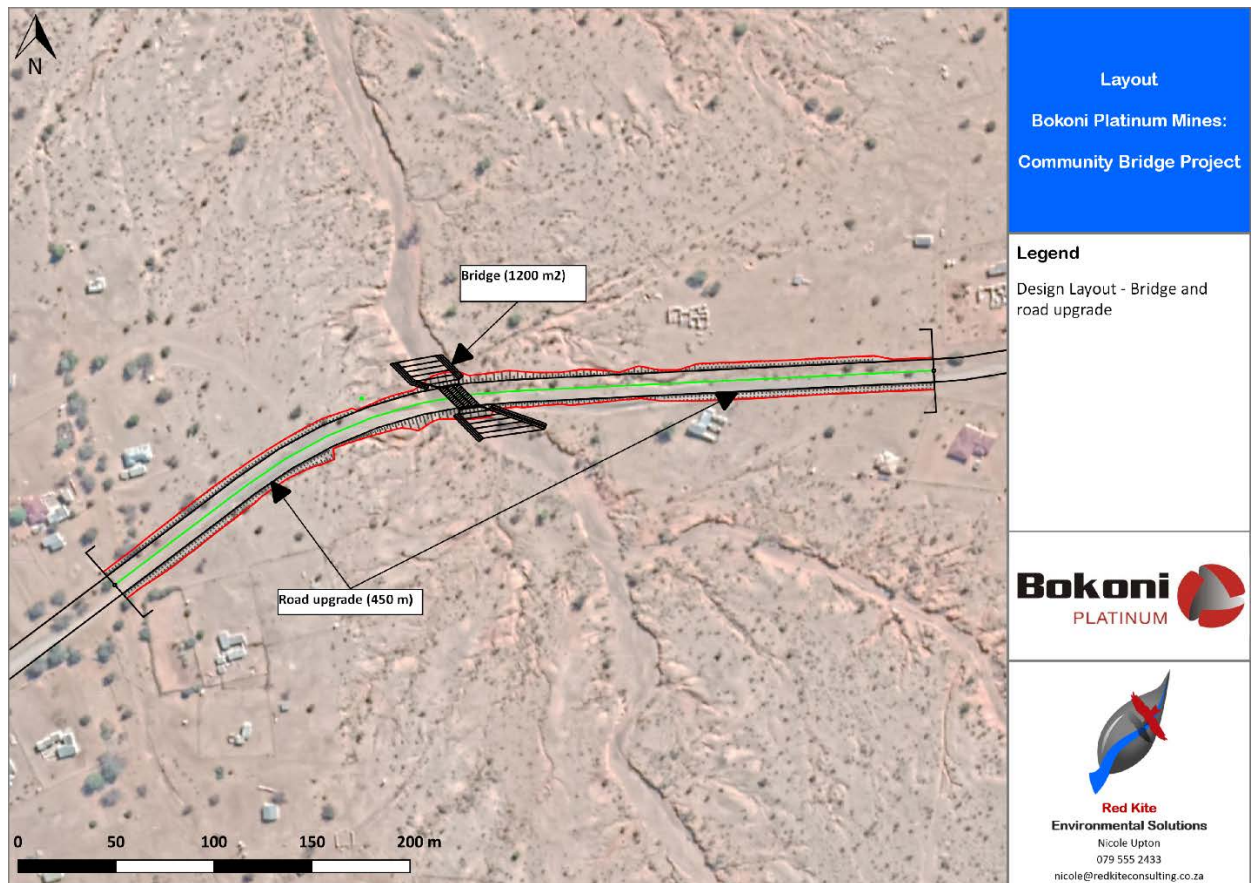 N
Bridge (1200 m2)
Road upgrade (450 m)
0 50 100 150 200 m
Layout
Bokoni Platinum Mines:
Community Bridge Project
Legend
Design Layout - Bridge and
road upgrade
Bokoni
PLATINUM
Red Kite
Environmental Solutions
Nicole Upton
079 555 2433
nicole@redkiteconsulting.co.za